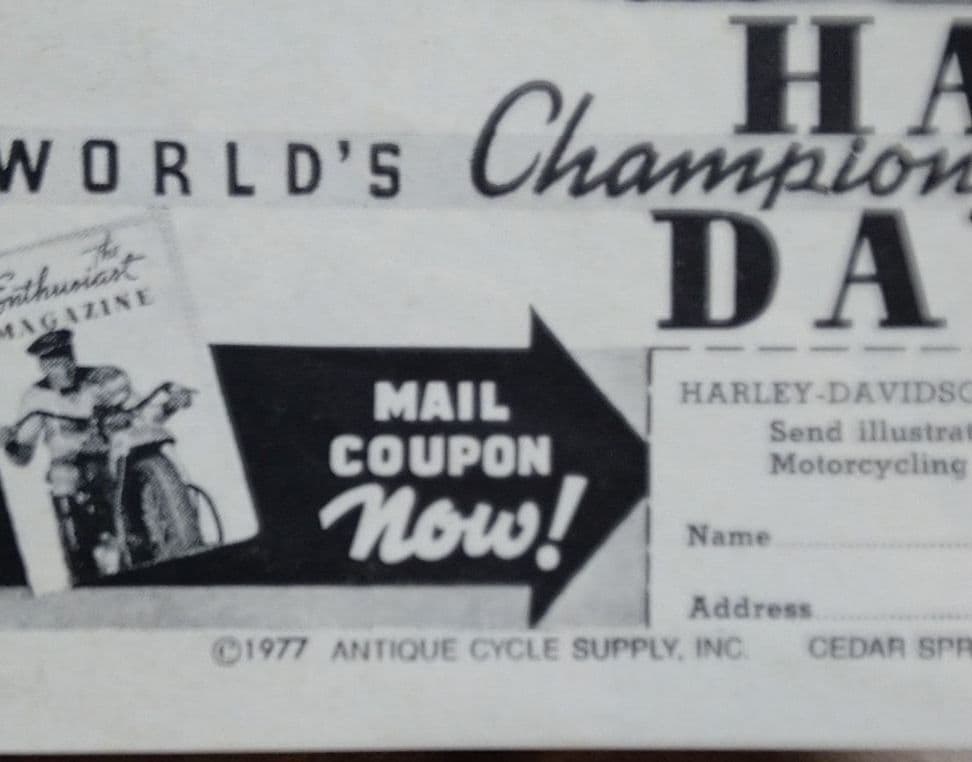 HA
WORLD'S Champion
DA
the
Enthusiast
MAGAZINE
MAIL
COUPON
Now!
HARLEY-DAVIDSO
Send illustrat
Motorcycling
Name
Address
©1977 ANTIQUE CYCLE SUPPLY, INC. CEDAR SPR